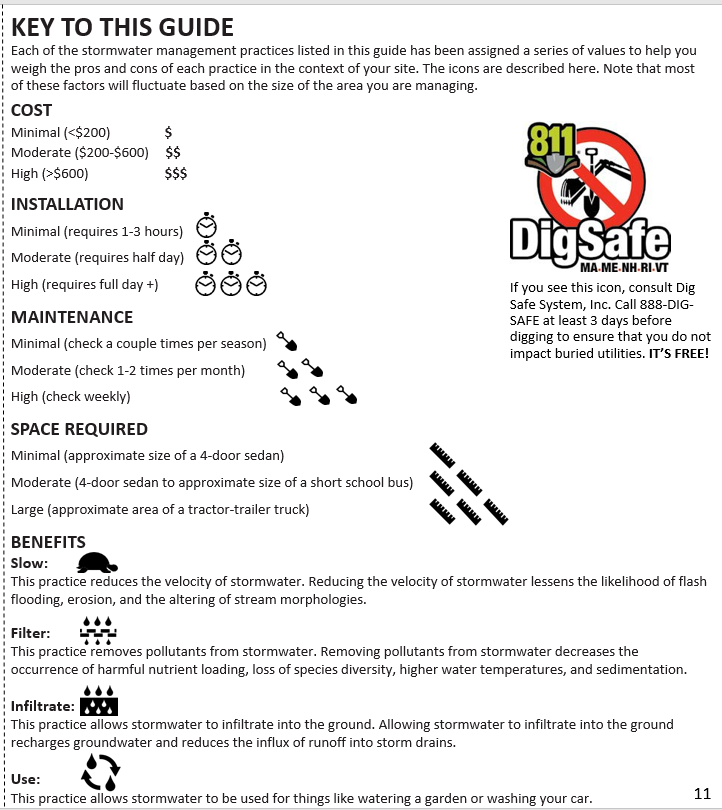 KEY TO THIS GUIDE
Each of the stormwater management practices listed in this guide has been assigned a series of values to help you
weigh the pros and cons of each practice in the context of your site. The icons are described here. Note that most
of these factors will fluctuate based on the size of the area you are managing.
COST
Minimal (<$200) $
Moderate ($200-$600) $$
High (>$600) $$$
INSTALLATION
Minimal (requires 1-3 hours)
Moderate (requires half day)
High (requires full day +)
MAINTENANCE
Minimal (check a couple times per season)
Moderate (check 1-2 times per month)
High (check weekly)
811
DigSafe
MA·ME·NH·RI·VT
If you see this icon, consult Dig
Safe System, Inc. Call 888-DIG-
SAFE at least 3 days before
digging to ensure that you do not
impact buried utilities. IT'S FREE!
SPACE REQUIRED
Minimal (approximate size of a 4-door sedan)
Moderate (4-door sedan to approximate size of a short school bus)
Large (approximate area of a tractor-trailer truck)
BENEFITS
Slow:
This practice reduces the velocity of stormwater. Reducing the velocity of stormwater lessens the likelihood of flash
flooding, erosion, and the altering of stream morphologies.
Filter:
This practice removes pollutants from stormwater. Removing pollutants from stormwater decreases the
occurrence of harmful nutrient loading, loss of species diversity, higher water temperatures, and sedimentation.
Infiltrate:
This practice allows stormwater to infiltrate into the ground. Allowing stormwater to infiltrate into the ground
recharges groundwater and reduces the influx of runoff into storm drains.
Use:
This practice allows stormwater to be used for things like watering a garden or washing your car.
11